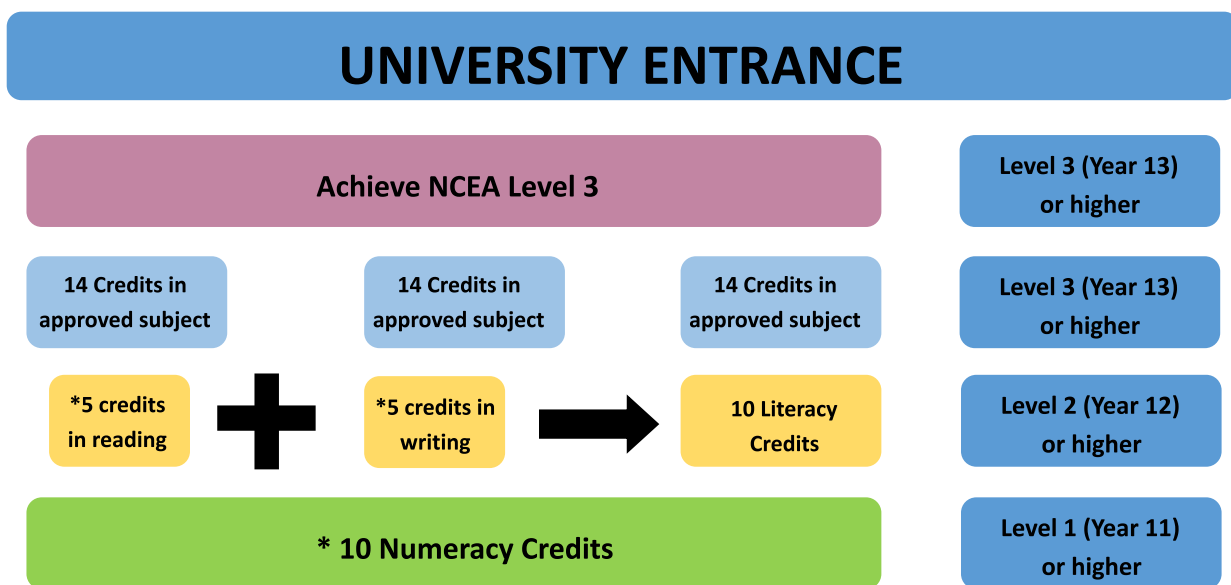 UNIVERSITY ENTRANCE
Achieve NCEA Level 3
Level 3 (Year 13)
or higher
14 Credits in
approved subject
14 Credits in
approved subject
14 Credits in
approved subject
Level 3 (Year 13)
or higher
*5 credits
in reading
*5 credits in
writing
10 Literacy
Credits
Level 2 (Year 12)
or higher
* 10 Numeracy Credits
Level 1 (Year 11)
or higher